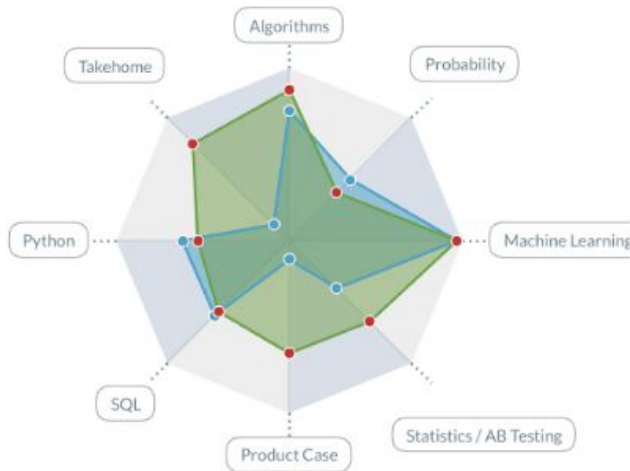 Algorithms
Takehome
Probability
Python
Machine Learning
SQL
Product Case
Statistics / AB Testing